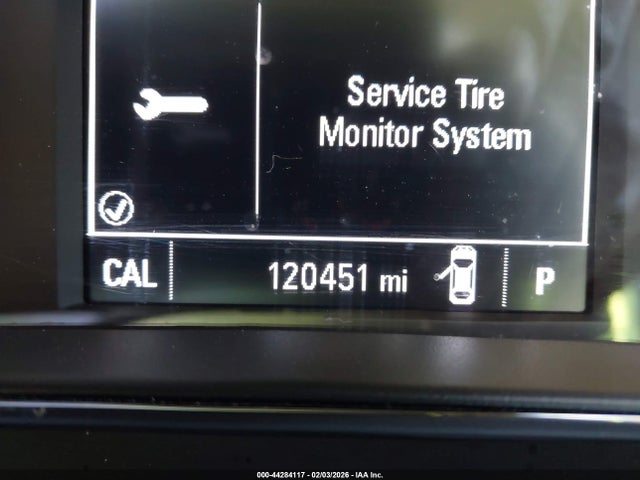 Service Tire
Monitor System
CAL 120451 mi P
000-44284117 - 02/03/2026 - IAA Inc.